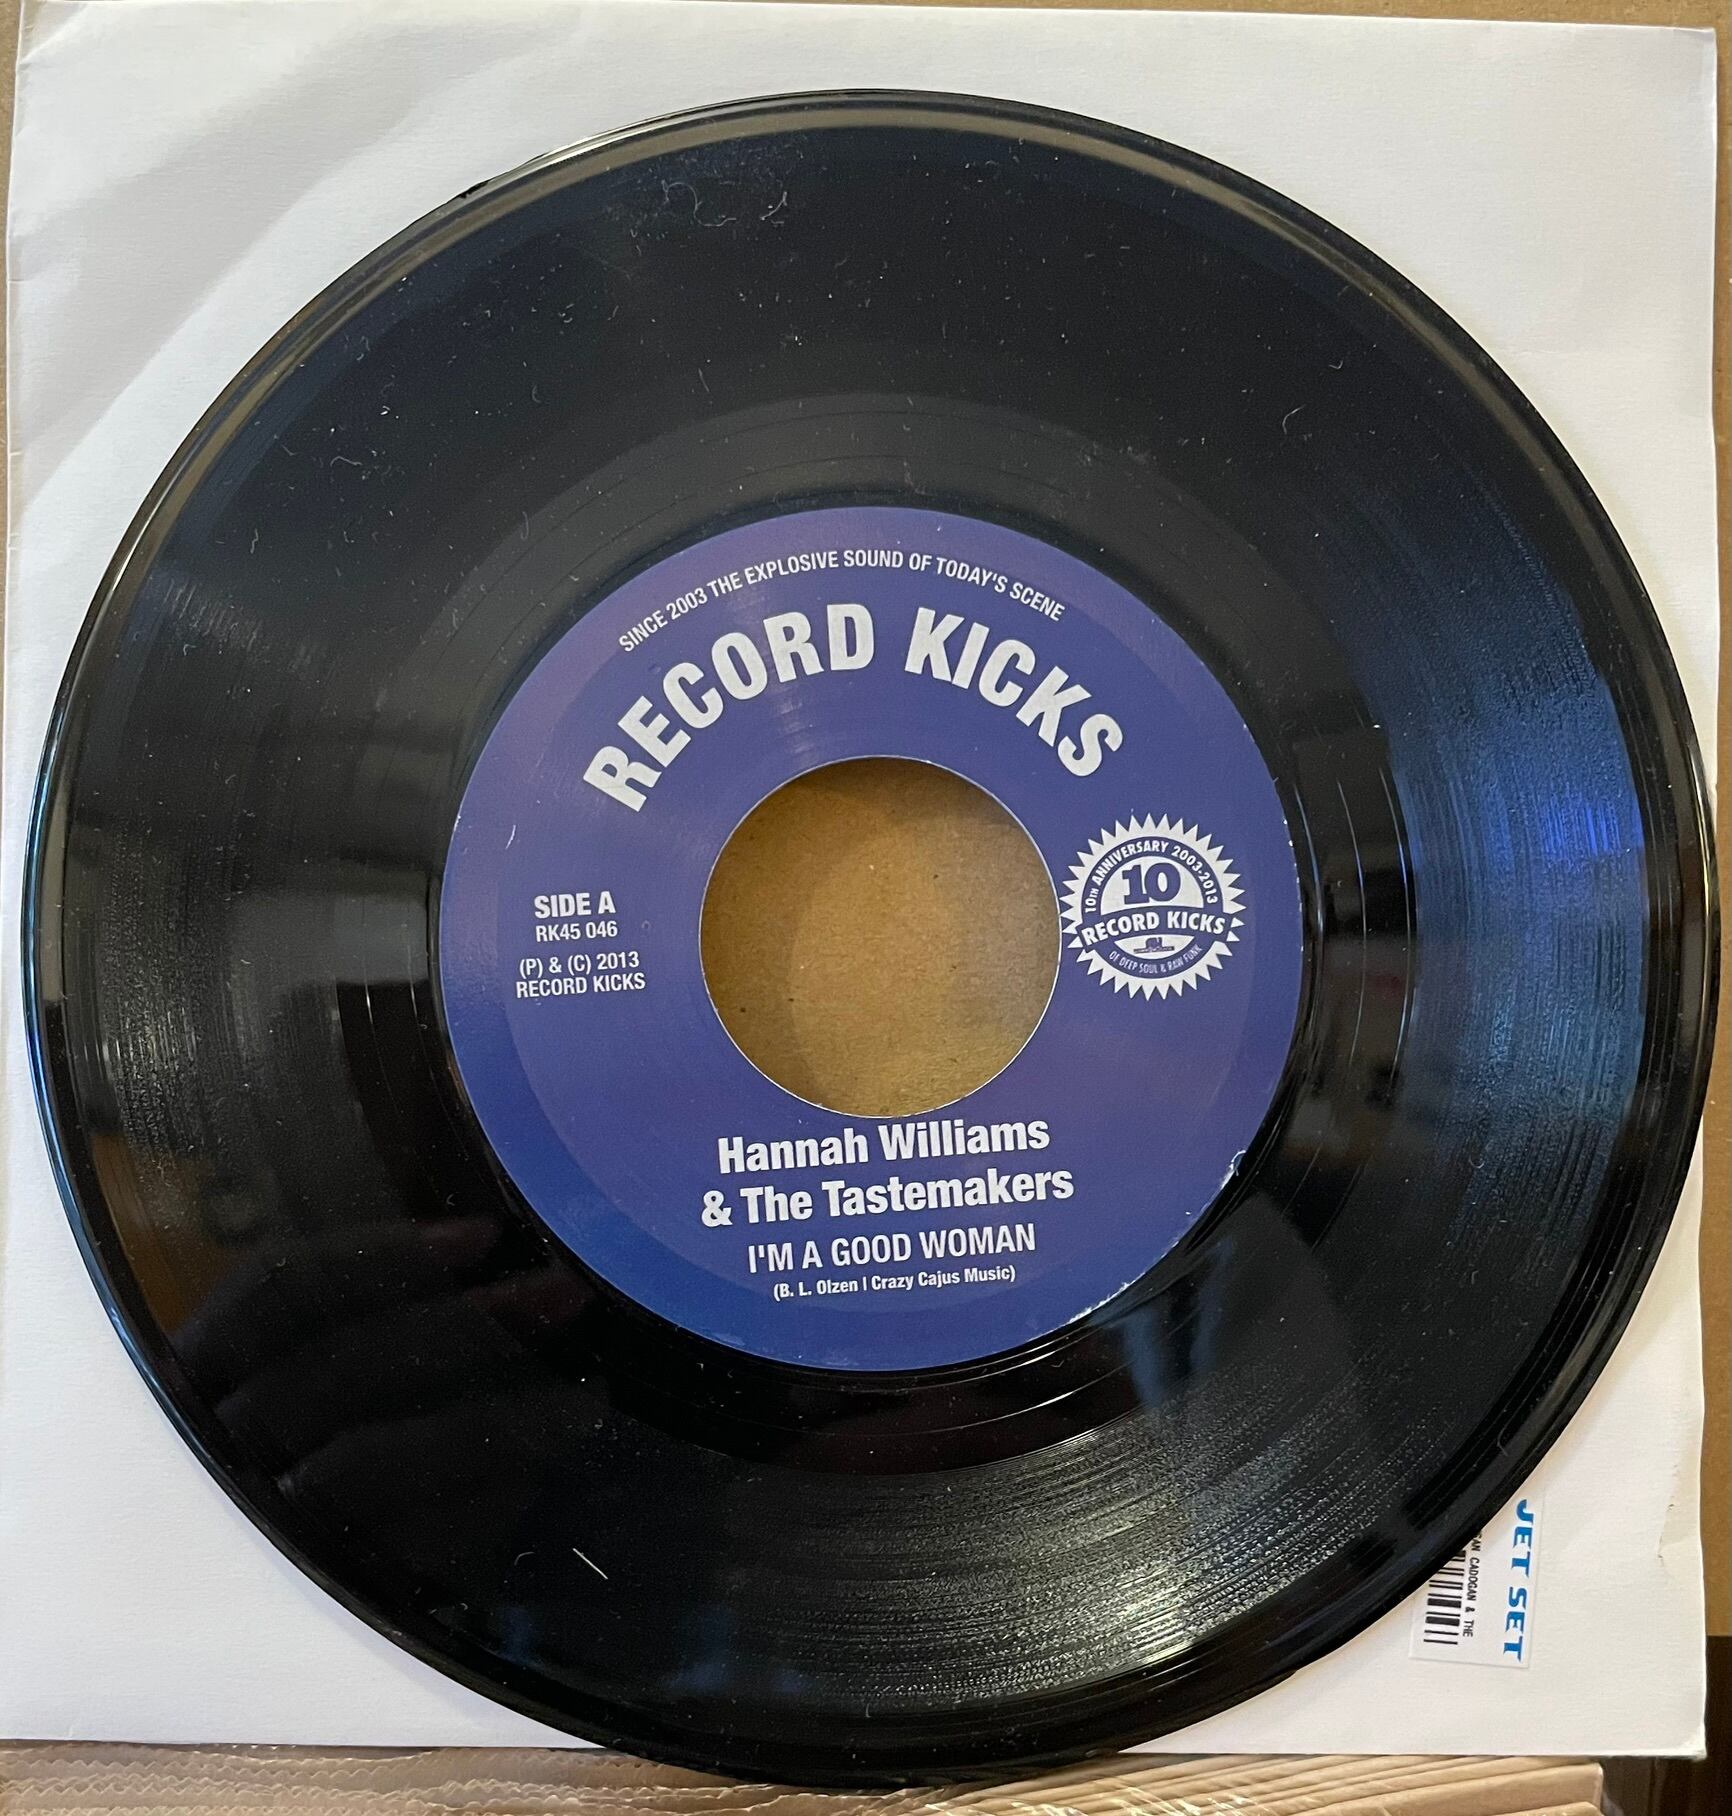 SINCE 2003 THE EXPLOSIVE SOUND OF TODAY'S SCENE
RECORD KICKS
SIDE A
RK45 046
(P) & (C) 2013
RECORD KICKS
10th ANNIVERSARY 2003-2013
10
RECORD KICKS
OF DEEP SOUL & RAW FUNK
Hannah Williams
& The Tastemakers
I'M A GOOD WOMAN
(B. L. Olzen | Crazy Cajus Music)
JET SET
CADOGAN & THE